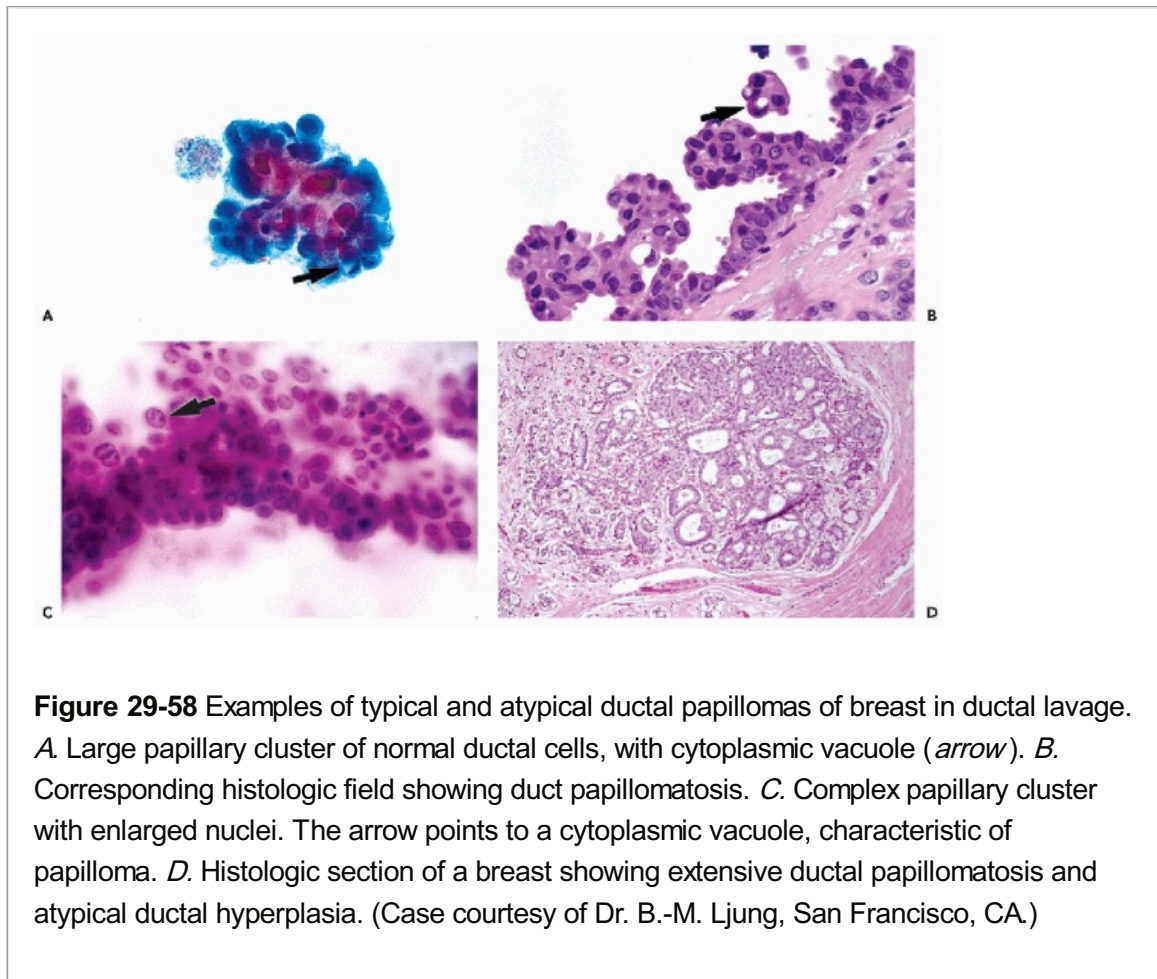 A
B
C
D
Figure 29-58 Examples of typical and atypical ductal papillomas of breast in ductal lavage.
A. Large papillary cluster of normal ductal cells, with cytoplasmic vacuole (arrow). B.
Corresponding histologic field showing duct papillomatosis. C. Complex papillary cluster
with enlarged nuclei. The arrow points to a cytoplasmic vacuole, characteristic of
papilloma. D. Histologic section of a breast showing extensive ductal papillomatosis and
atypical ductal hyperplasia. (Case courtesy of Dr. B.-M. Ljung, San Francisco, CA.)